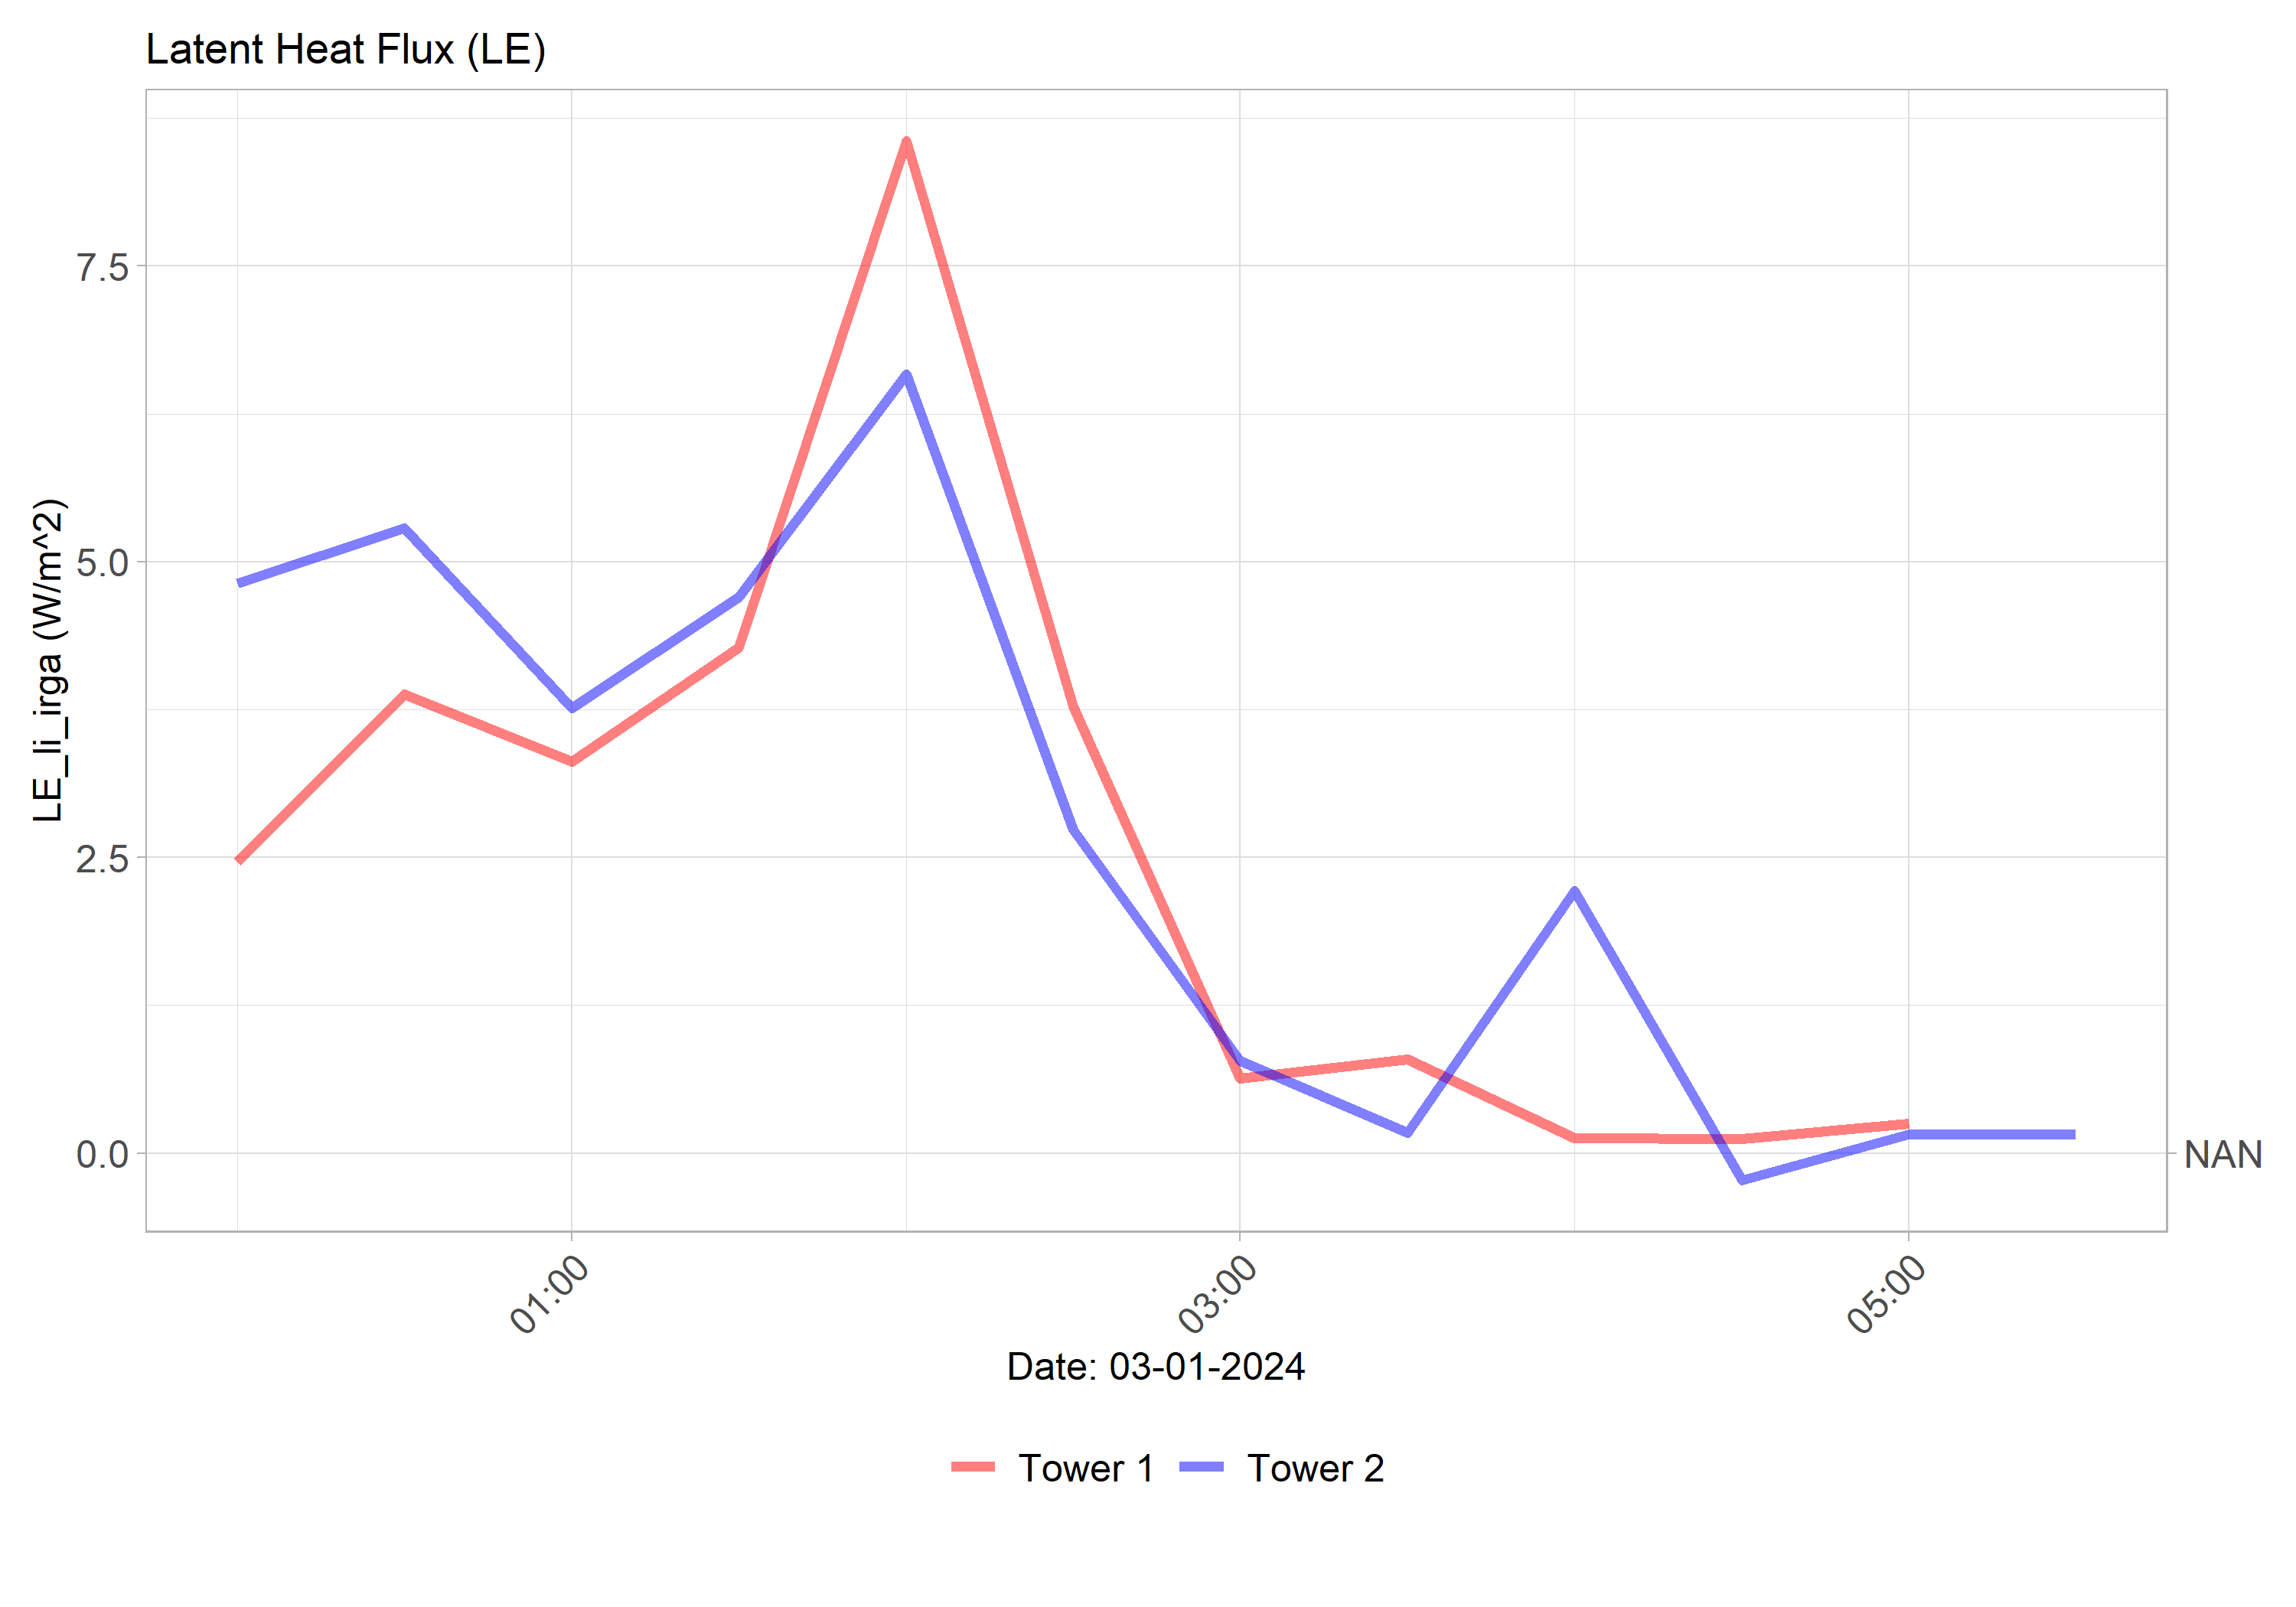 Latent Heat Flux (LE)
LE_li_irga (W/m^2)
7.5
5.0
2.5
0.0
NAN
01:00
03:00
05:00
Date: 03-01-2024
Tower 1
Tower 2